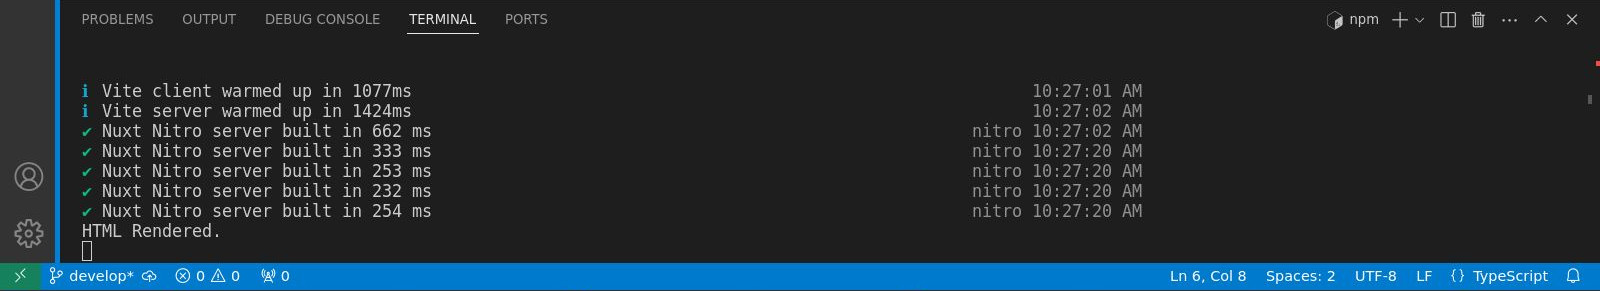 PROBLEMS OUTPUT DEBUG CONSOLE TERMINAL PORTS npm
ℹ Vite client warmed up in 1077ms 10:27:01 AM
ℹ Vite server warmed up in 1424ms 10:27:02 AM
✔ Nuxt Nitro server built in 662 ms nitro 10:27:02 AM
✔ Nuxt Nitro server built in 333 ms nitro 10:27:20 AM
✔ Nuxt Nitro server built in 253 ms nitro 10:27:20 AM
✔ Nuxt Nitro server built in 232 ms nitro 10:27:20 AM
✔ Nuxt Nitro server built in 254 ms nitro 10:27:20 AM
HTML Rendered.
develop* 0 0 0 Ln 6, Col 8 Spaces: 2 UTF-8 LF {} TypeScript